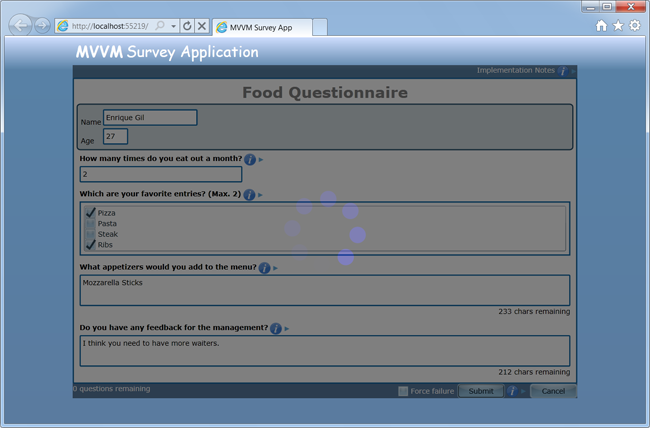 http://localhost:55219/
MVVM Survey App
MVVM Survey Application
Implementation Notes i
Food Questionnaire
Name Enrique Gil
Age 27
How many times do you eat out a month? i
2
Which are your favorite entries? (Max. 2) i
Pizza
Pasta
Steak
Ribs
What appetizers would you add to the menu? i
Mozzarella Sticks
233 chars remaining
Do you have any feedback for the management? i
I think you need to have more waiters.
212 chars remaining
0 questions remaining Force failure Submit i Cancel